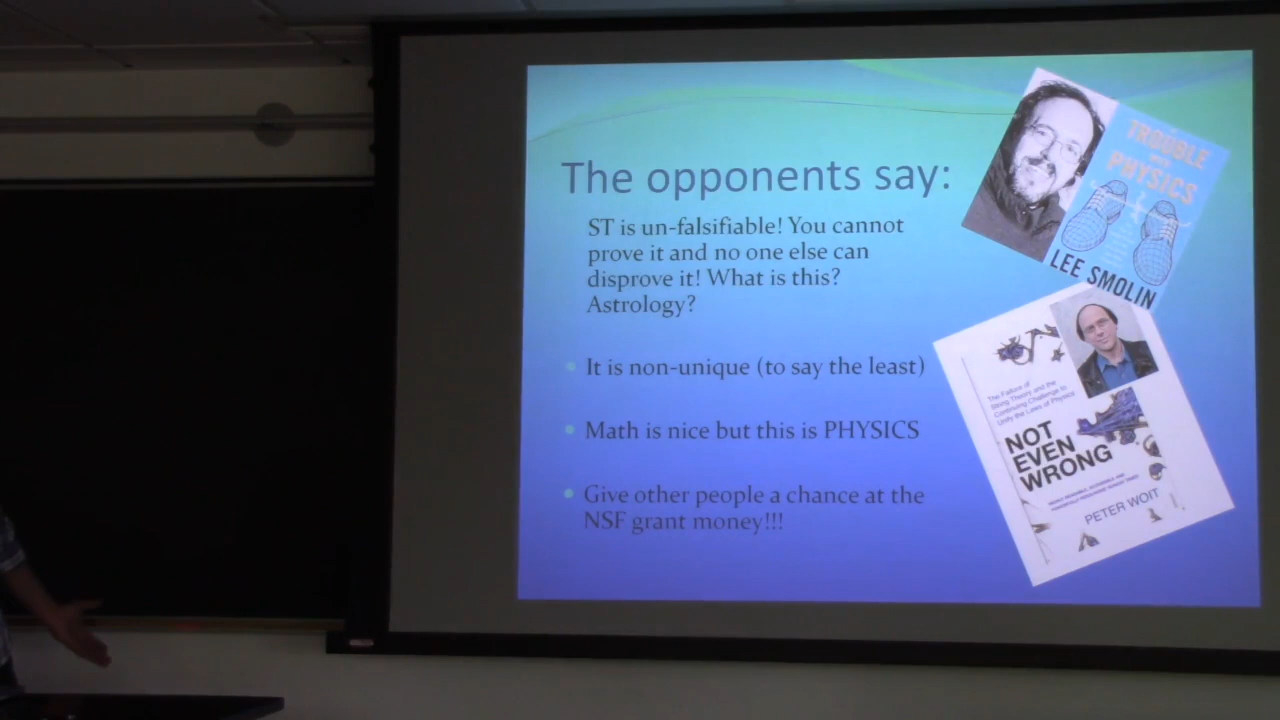 The opponents say:
ST is un-falsifiable! You cannot
prove it and no one else can
disprove it! What is this?
Astrology?
It is non-unique (to say the least)
Math is nice but this is PHYSICS
Give other people a chance at the
NSF grant money!!!
TROUBLE
WITH
PHYSICS
LEE SMOLIN
The Failure of
String Theory and the
Continuing Challenge to
Unify the Laws of Physics
NOT
EVEN
WRONG
PETER WOIT